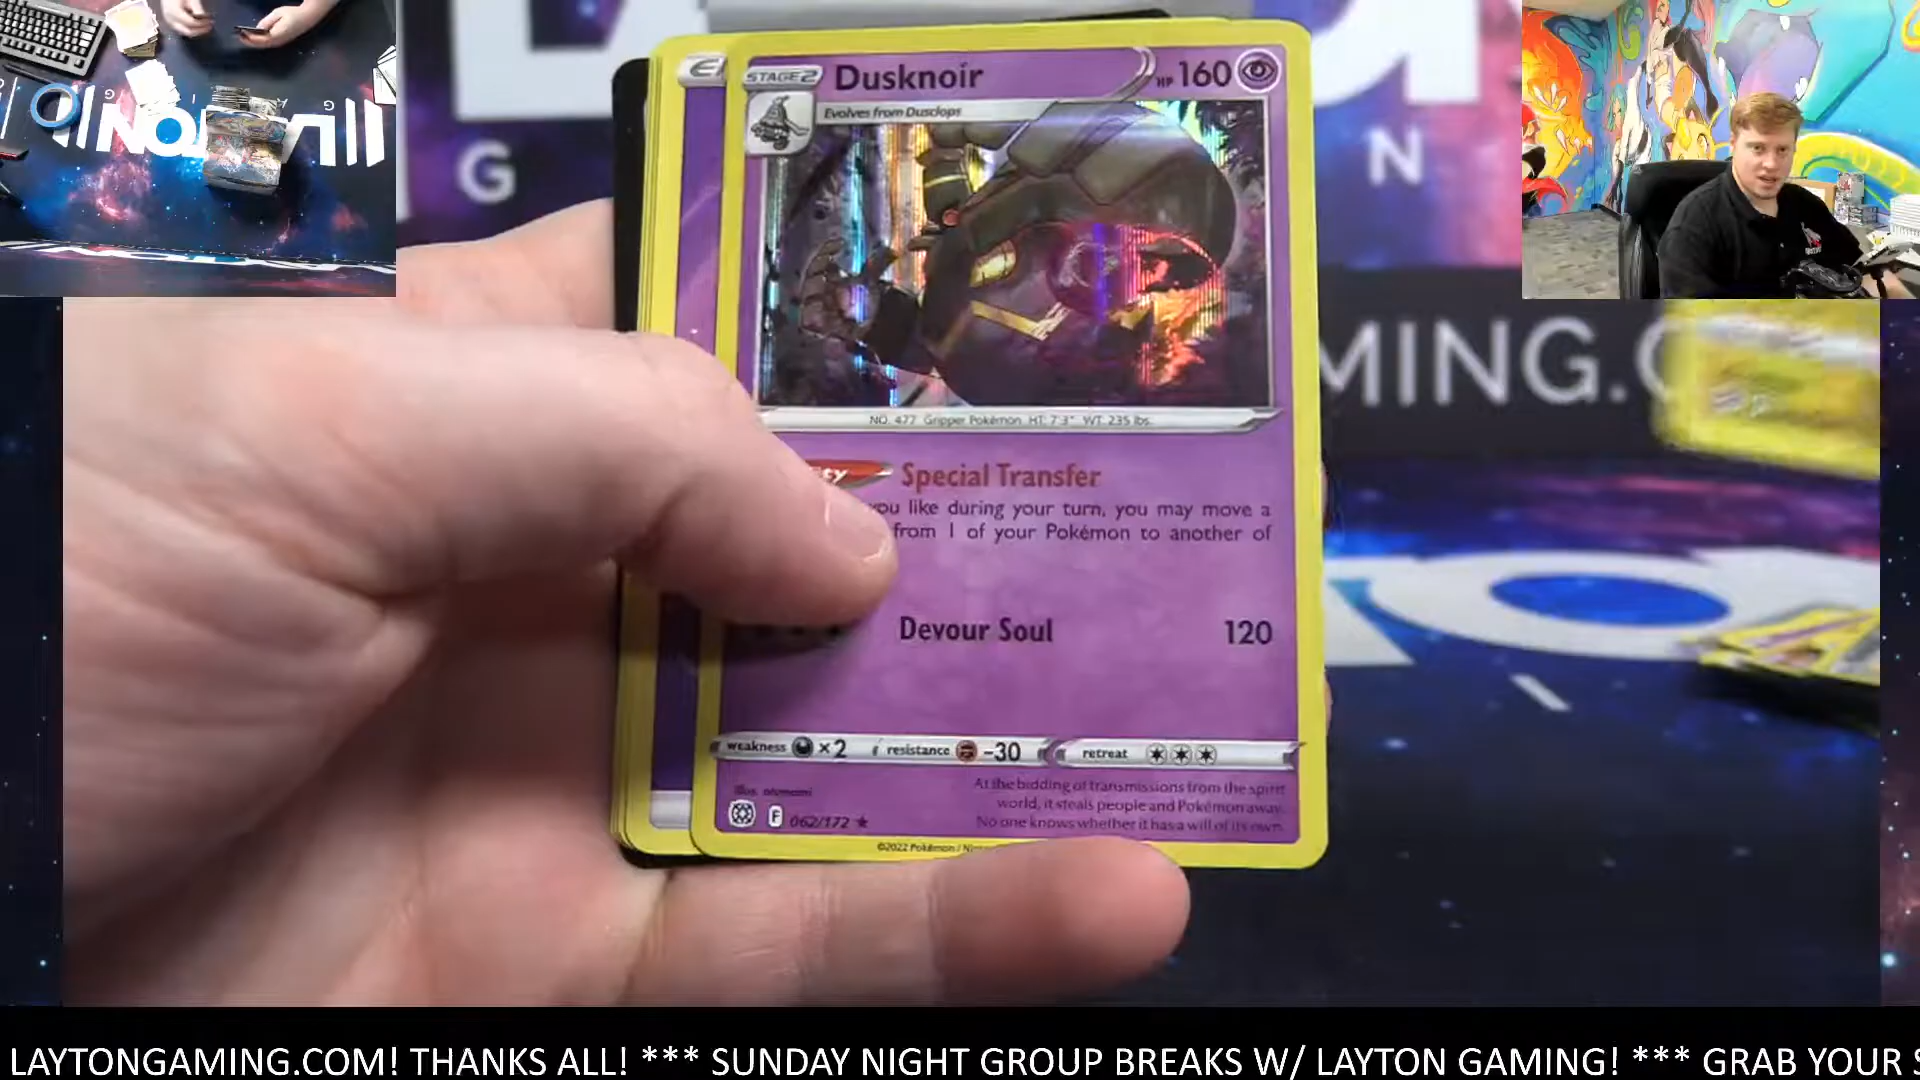 STAGE2 Dusknoir HP 160
Evolves from Dusclops
G
N
MING.
NO. 477 Gripper Pokémon HT: 7'3" WT: 235 lbs.
Special Transfer
you like during your turn, you may move a
from 1 of your Pokémon to another of
Devour Soul 120
weakness ×2 resistance -30 retreat
Illus. otumami
At the bidding of transmissions from the spirit
world, it steals people and Pokémon away.
No one knows whether it has a will of its own.
F 062/172 ★
©2022 Pokémon /
LAYTONGAMING.COM! THANKS ALL! *** SUNDAY NIGHT GROUP BREAKS W/ LAYTON GAMING! *** GRAB YOUR S